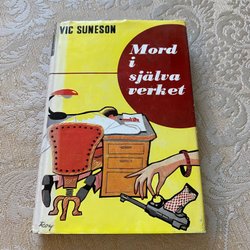 VIC SUNESON
Mord
i
själva
verket